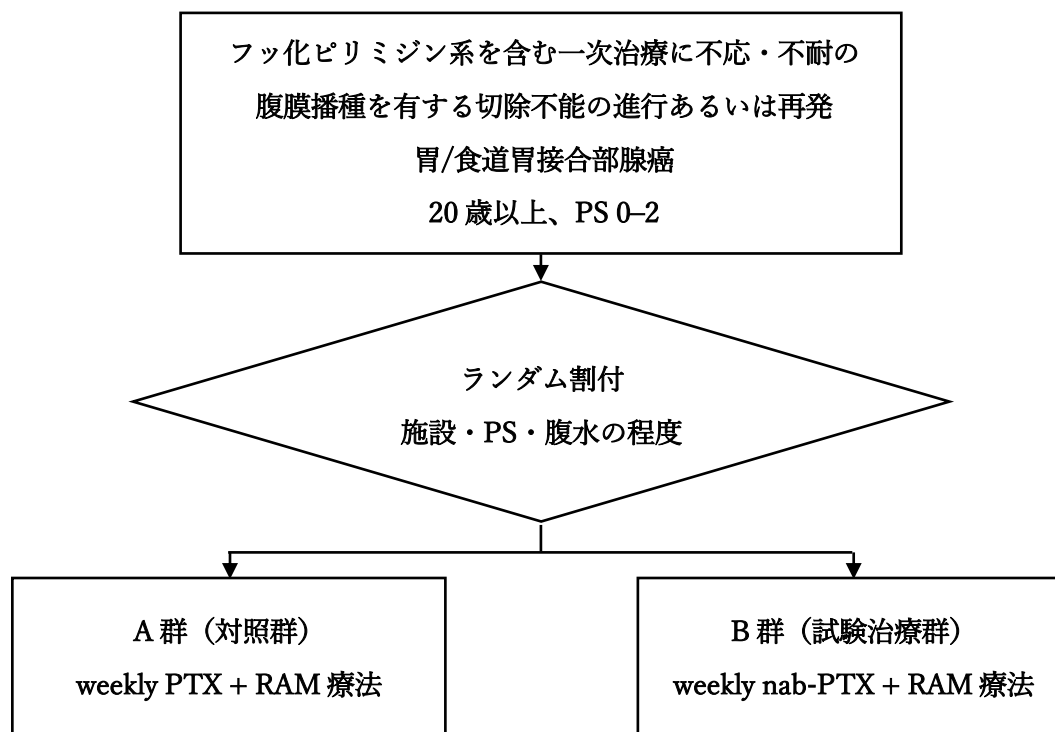 フッ化ピリミジン系を含む一次治療に不応・不耐の
腹膜播種を有する切除不能の進行あるいは再発
胃/食道胃接合部腺癌
20 歳以上、PS 0–2
ランダム割付
施設・PS・腹水の程度
A 群（対照群）
weekly PTX + RAM 療法
B 群（試験治療群）
weekly nab-PTX + RAM 療法